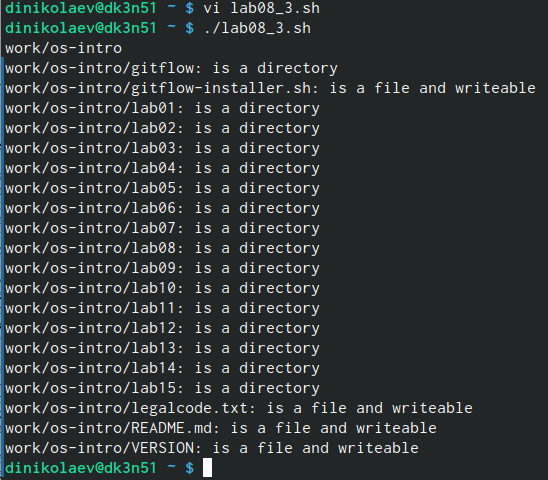 dinikolaev@dk3n51 ~ $ vi lab08_3.sh
dinikolaev@dk3n51 ~ $ ./lab08_3.sh
work/os-intro
work/os-intro/gitflow: is a directory
work/os-intro/gitflow-installer.sh: is a file and writeable
work/os-intro/lab01: is a directory
work/os-intro/lab02: is a directory
work/os-intro/lab03: is a directory
work/os-intro/lab04: is a directory
work/os-intro/lab05: is a directory
work/os-intro/lab06: is a directory
work/os-intro/lab07: is a directory
work/os-intro/lab08: is a directory
work/os-intro/lab09: is a directory
work/os-intro/lab10: is a directory
work/os-intro/lab11: is a directory
work/os-intro/lab12: is a directory
work/os-intro/lab13: is a directory
work/os-intro/lab14: is a directory
work/os-intro/lab15: is a directory
work/os-intro/legalcode.txt: is a file and writeable
work/os-intro/README.md: is a file and writeable
work/os-intro/VERSION: is a file and writeable
dinikolaev@dk3n51 ~ $